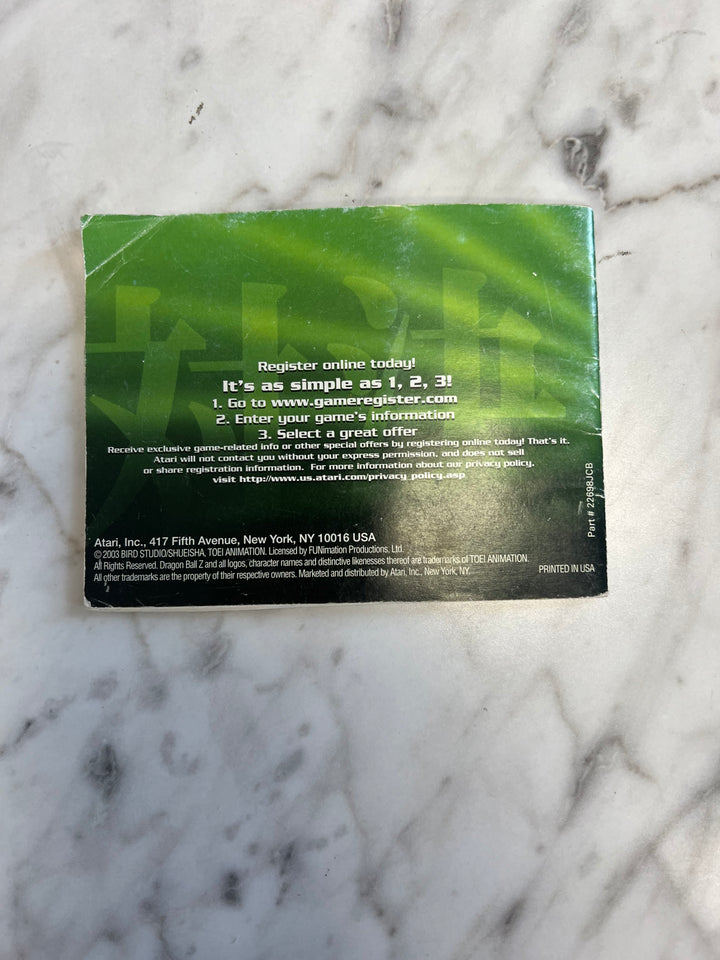 Register online today!
It's as simple as 1, 2, 3!
1. Go to www.gameregister.com
2. Enter your game's information
3. Select a great offer
Receive exclusive game-related info or other special offers by registering online today! That's it.
Atari will not contact you without your express permission, and does not sell
or share registration information. For more information about our privacy policy,
visit http://www.us.atari.com/privacy_policy.asp
Part # 22698JCB
Atari, Inc., 417 Fifth Avenue, New York, NY 10016 USA
© 2003 BIRD STUDIO/SHUEISHA, TOEI ANIMATION. Licensed by FUNimation Productions, Ltd.
All Rights Reserved. Dragon Ball Z and all logos, character names and distinctive likenesses thereof are trademarks of TOEI ANIMATION.
All other trademarks are the property of their respective owners. Marketed and distributed by Atari, Inc., New York, NY.
PRINTED IN USA